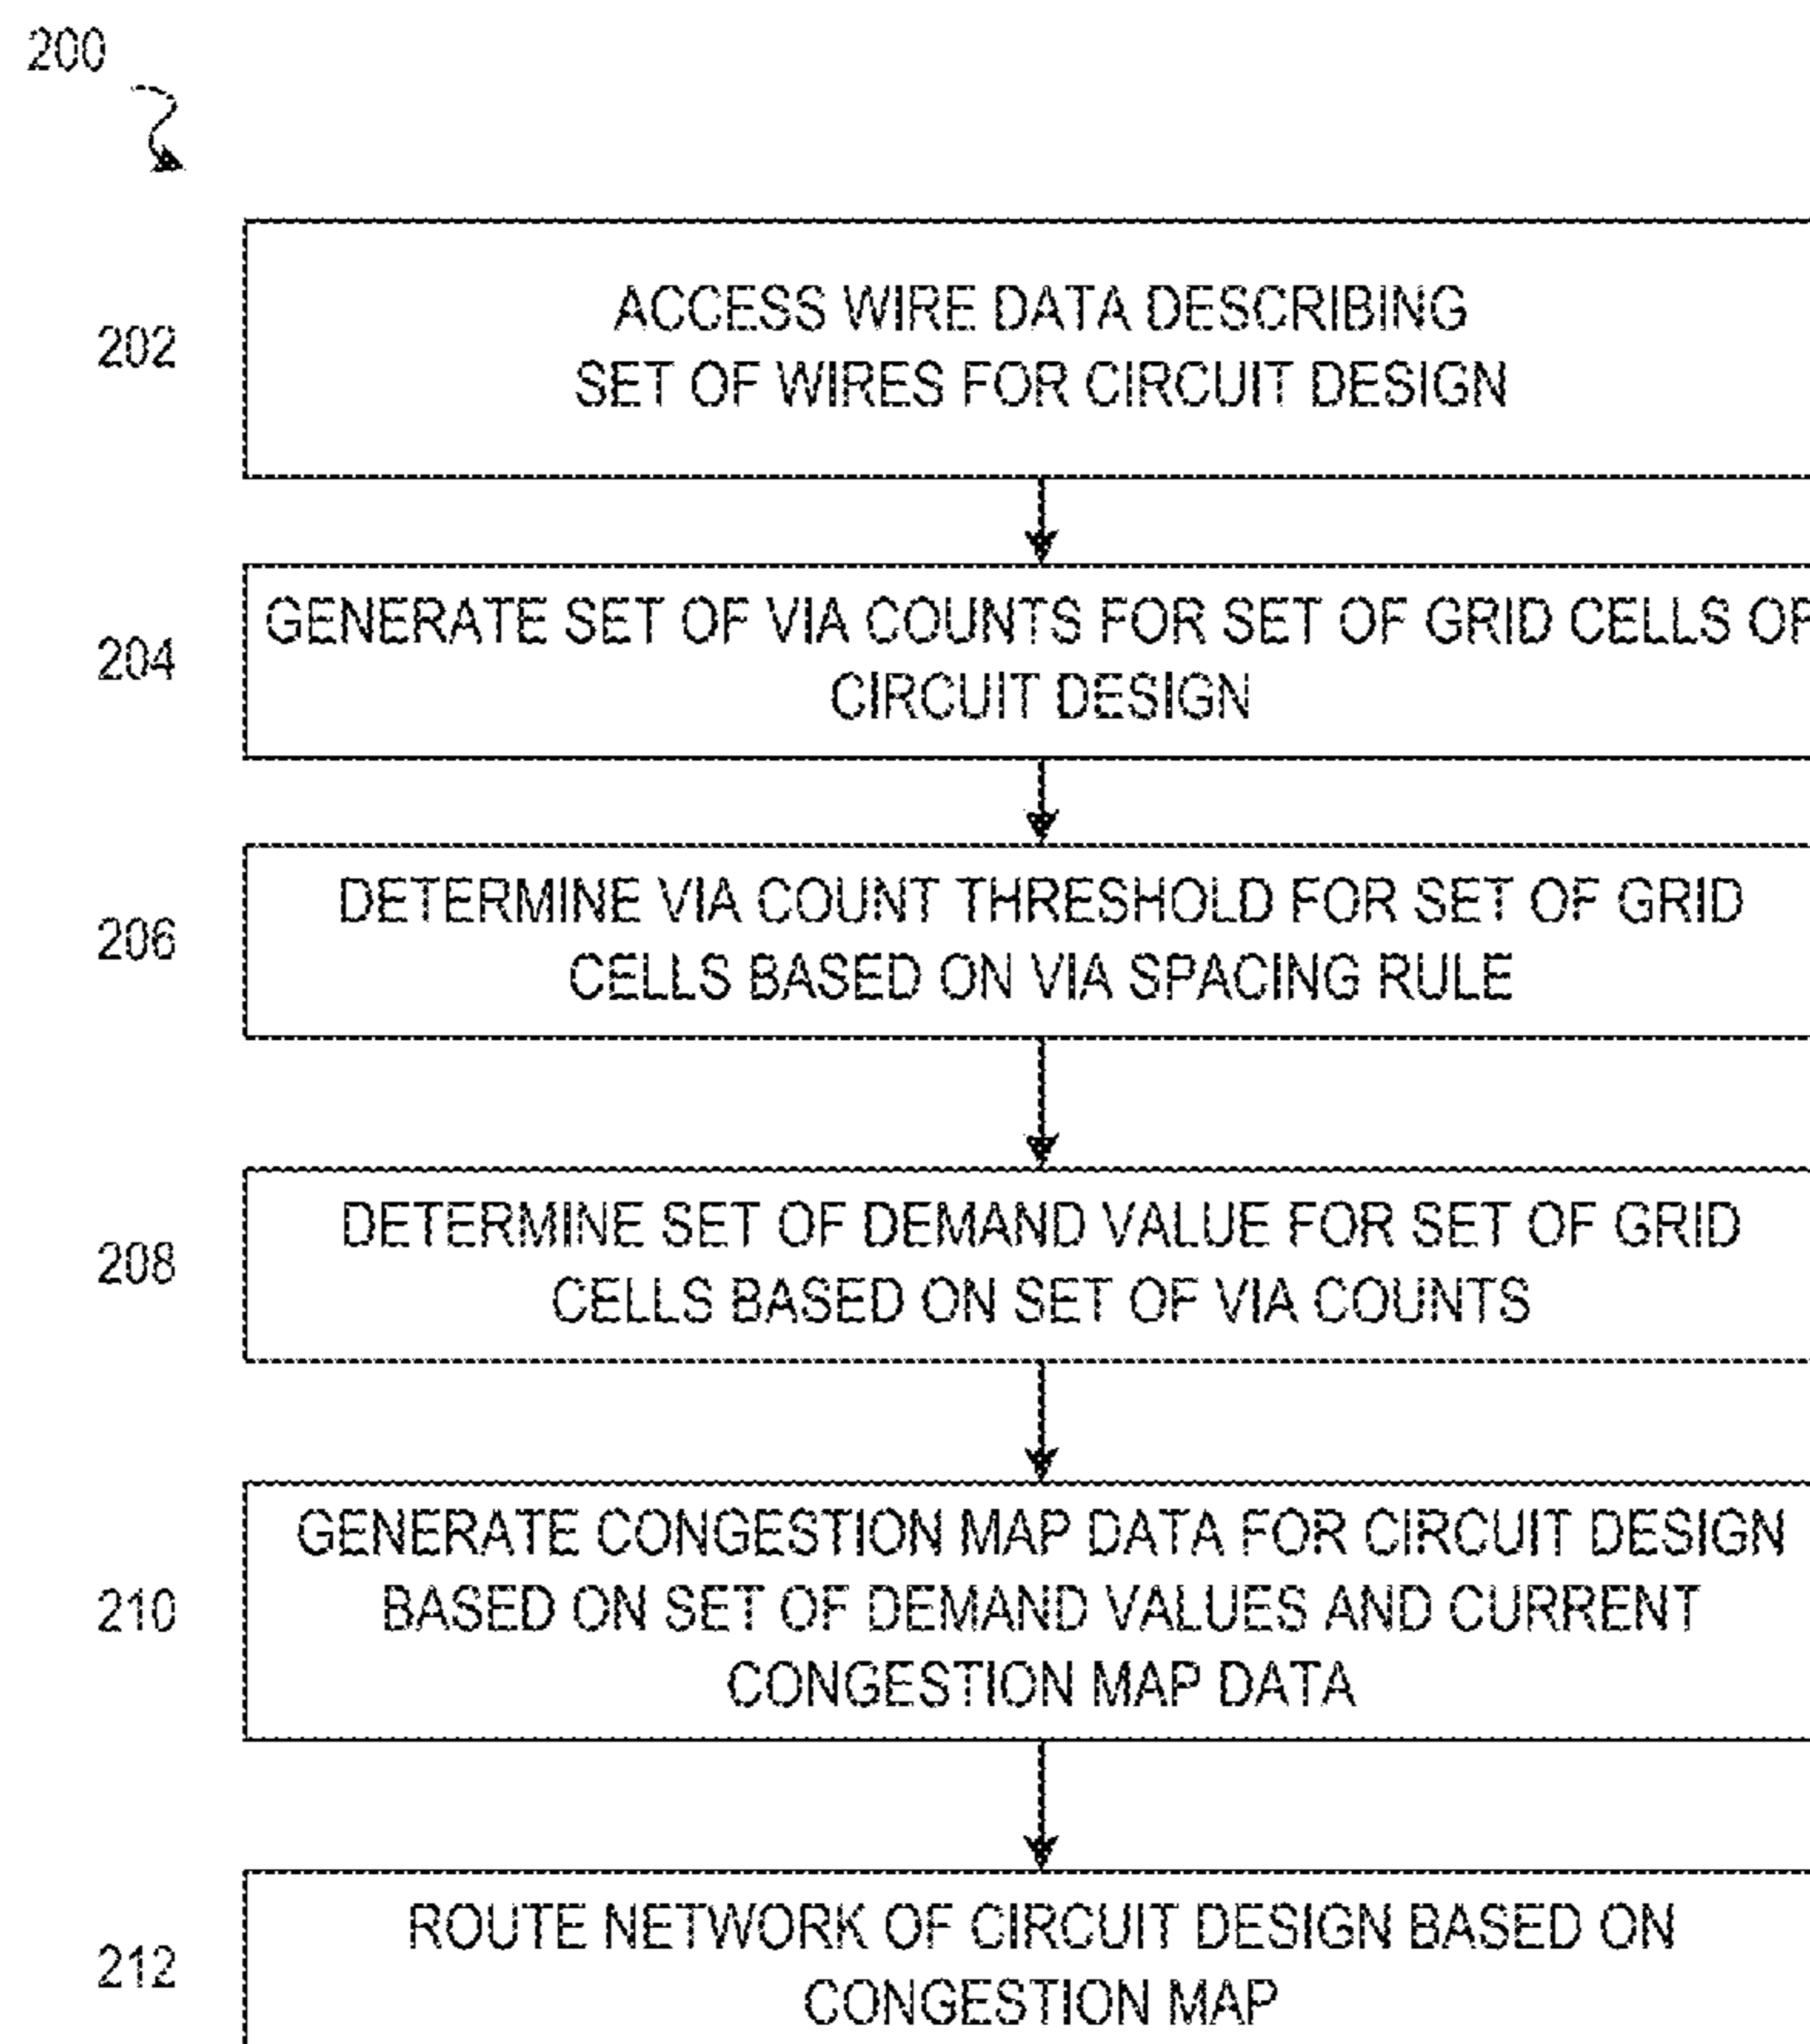 200
202
ACCESS WIRE DATA DESCRIBING
SET OF WIRES FOR CIRCUIT DESIGN
204
GENERATE SET OF VIA COUNTS FOR SET OF GRID CELLS OF
CIRCUIT DESIGN
206
DETERMINE VIA COUNT THRESHOLD FOR SET OF GRID
CELLS BASED ON VIA SPACING RULE
208
DETERMINE SET OF DEMAND VALUE FOR SET OF GRID
CELLS BASED ON SET OF VIA COUNTS
210
GENERATE CONGESTION MAP DATA FOR CIRCUIT DESIGN
BASED ON SET OF DEMAND VALUES AND CURRENT
CONGESTION MAP DATA
212
ROUTE NETWORK OF CIRCUIT DESIGN BASED ON
CONGESTION MAP